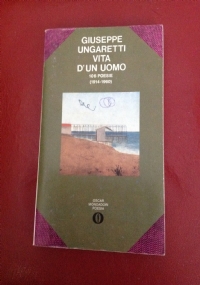 GIUSEPPE
UNGARETTI
VITA
D'UN UOMO
106 POESIE
(1914-1960)
OSCAR
MONDADORI
POESIA